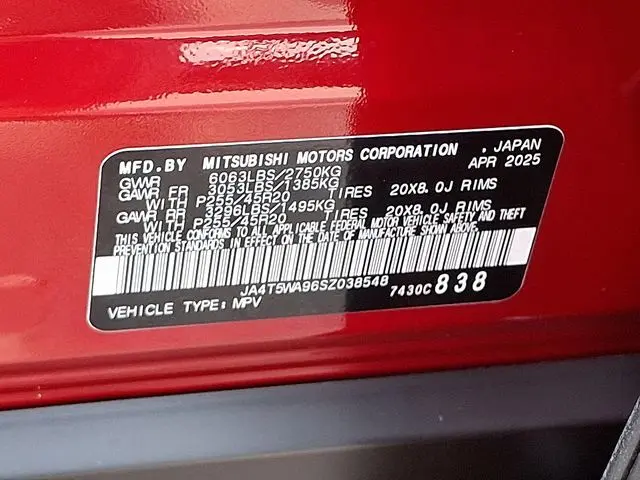 MFD.BY MITSUBISHI MOTORS CORPORATION , JAPAN
GWWR 6063LBS/2750KG APR 2025
GAWR FR 3053LBS/1385KG
WITH P255/45R20 TIRES 20X8.0J RIMS
GAWR RR 3296LBS/1495KG
WITH P255/45R20 TIRES 20X8.0J RIMS
THIS VEHICLE CONFORMS TO ALL APPLICABLE FEDERAL MOTOR VEHICLE SAFETY AND THEFT
PREVENTION STANDARDS IN EFFECT ON THE DATE OF MANUFACTURE SHOWN ABOVE.
JA4T5WA96SZ038548 7430C 838
VEHICLE TYPE: MPV